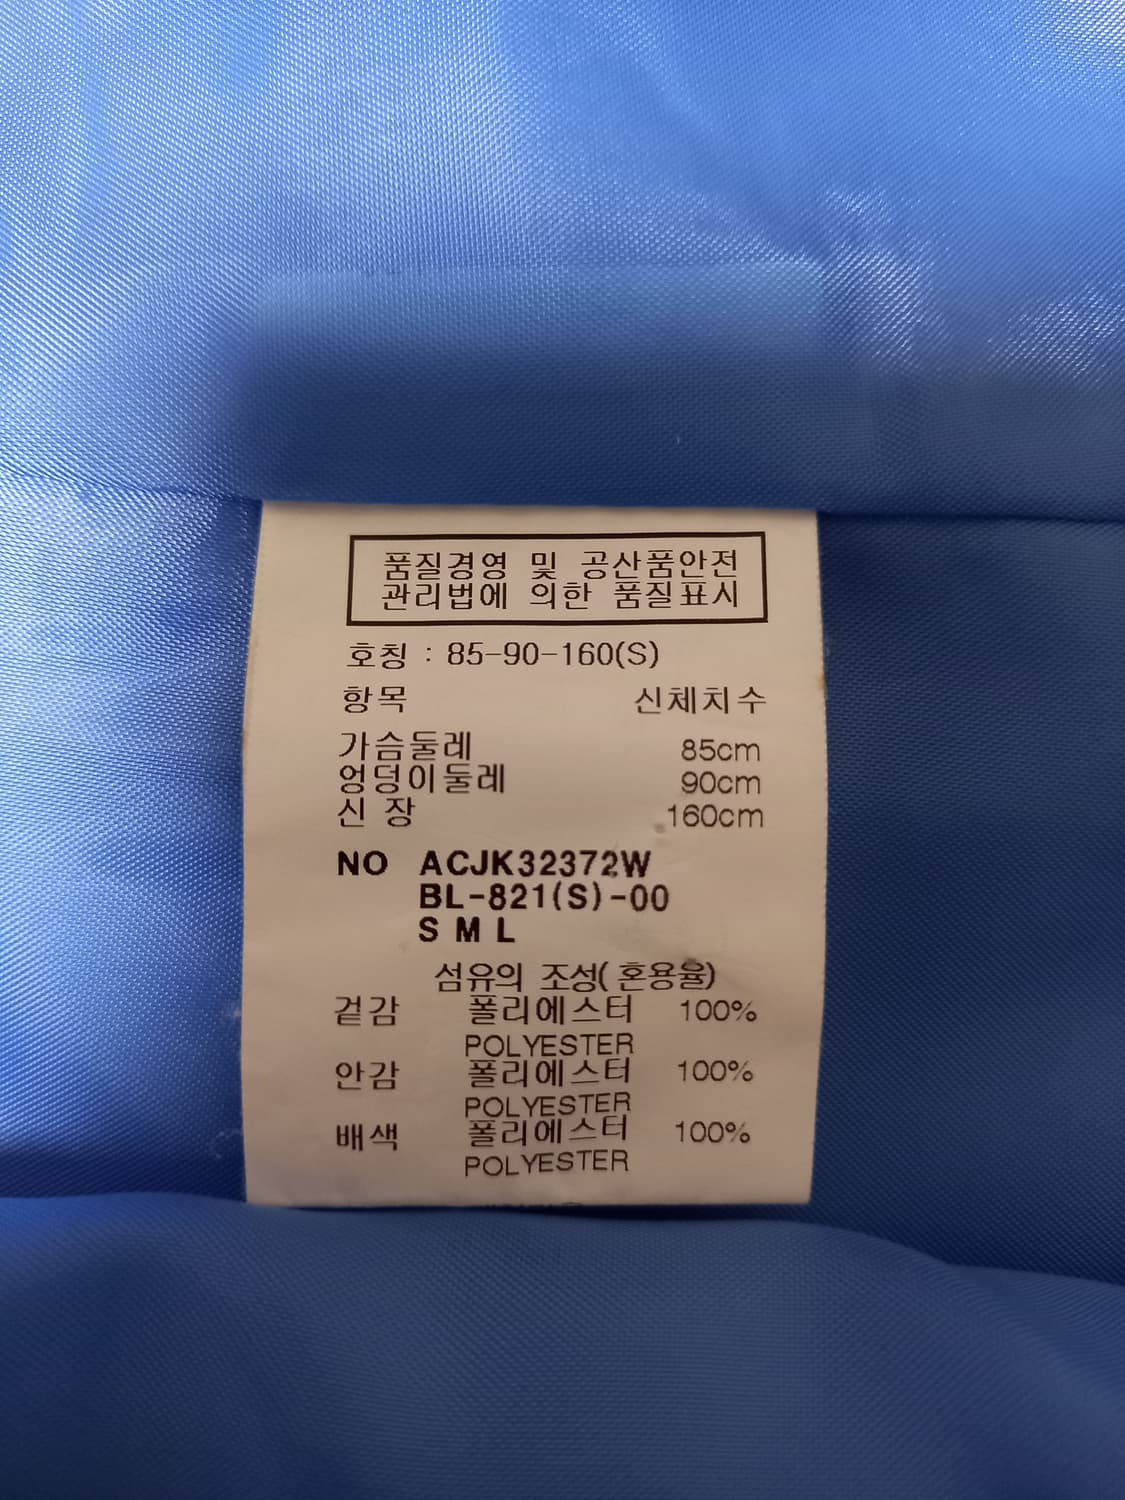 품질경영 및 공산품안전
관리법에 의한 품질표시
호칭 : 85-90-160(S)
항목 신체치수
가슴둘레 85cm
엉덩이둘레 90cm
신 장 160cm
NO ACJK32372W
BL-821(S)-00
S M L
섬유의 조성( 혼용율)
겉감 폴리에스터 100%
POLYESTER
안감 폴리에스터 100%
POLYESTER
배색 폴리에스터 100%
POLYESTER